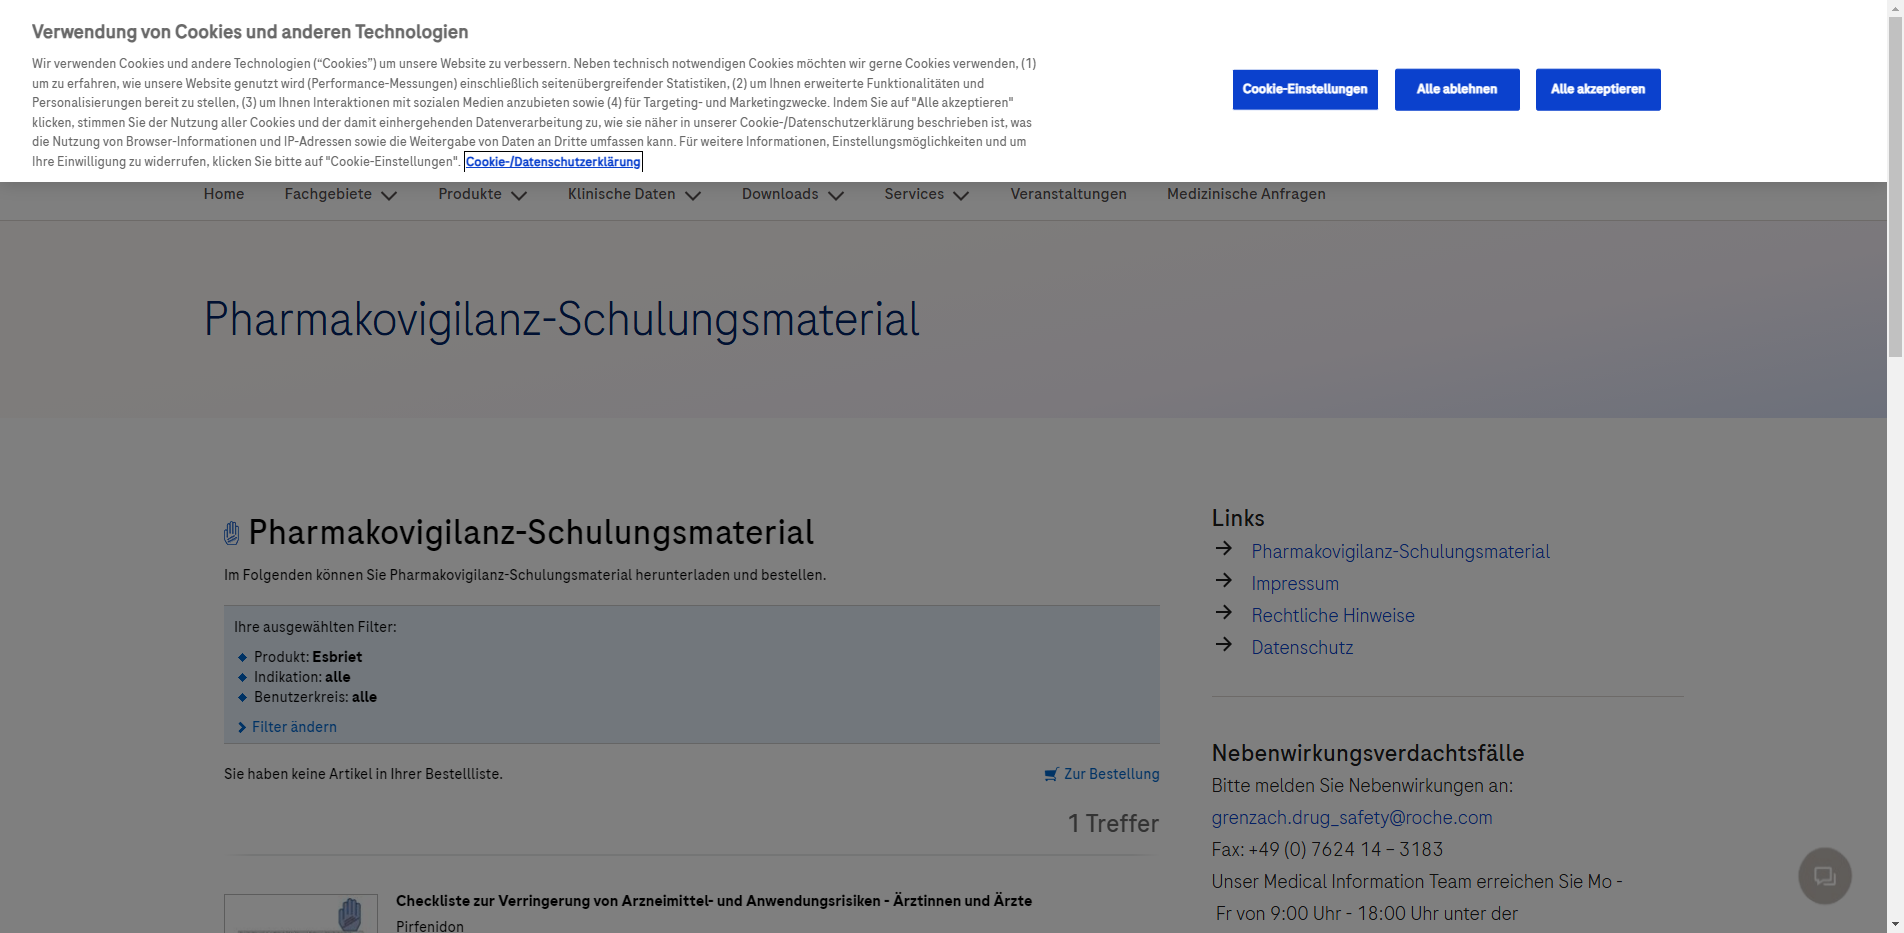 Verwendung von Cookies und anderen Technologien
Wir verwenden Cookies und andere Technologien (“Cookies”) um unsere Website zu verbessern. Neben technisch notwendigen Cookies möchten wir gerne Cookies verwenden, (1)
um zu erfahren, wie unsere Website genutzt wird (Performance-Messungen) einschließlich seitenübergreifender Statistiken, (2) um Ihnen erweiterte Funktionalitäten und
Personalisierungen bereit zu stellen, (3) um Ihnen Interaktionen mit sozialen Medien anzubieten sowie (4) für Targeting- und Marketingzwecke. Indem Sie auf "Alle akzeptieren"
klicken, stimmen Sie der Nutzung aller Cookies und der damit einhergehenden Datenverarbeitung zu, wie sie näher in unserer Cookie-/Datenschutzerklärung beschrieben ist, was
die Nutzung von Browser-Informationen und IP-Adressen sowie die Weitergabe von Daten an Dritte umfassen kann. Für weitere Informationen, Einstellungsmöglichkeiten und um
Ihre Einwilligung zu widerrufen, klicken Sie bitte auf "Cookie-Einstellungen". Cookie-/Datenschutzerklärung
Cookie-Einstellungen
Alle ablehnen
Alle akzeptieren
Home
Fachgebiete
Produkte
Klinische Daten
Downloads
Services
Veranstaltungen
Medizinische Anfragen
Pharmakovigilanz-Schulungsmaterial
Pharmakovigilanz-Schulungsmaterial
Im Folgenden können Sie Pharmakovigilanz-Schulungsmaterial herunterladen und bestellen.
Ihre ausgewählten Filter:
Produkt: Esbriet
Indikation: alle
Benutzerkreis: alle
Filter ändern
Sie haben keine Artikel in Ihrer Bestellliste.
Zur Bestellung
1 Treffer
Checkliste zur Verringerung von Arzneimittel- und Anwendungsrisiken - Ärztinnen und Ärzte
Pirfenidon
Links
Pharmakovigilanz-Schulungsmaterial
Impressum
Rechtliche Hinweise
Datenschutz
Nebenwirkungsverdachtsfälle
Bitte melden Sie Nebenwirkungen an:
grenzach.drug_safety@roche.com
Fax: +49 (0) 7624 14 – 3183
Unser Medical Information Team erreichen Sie Mo -
Fr von 9:00 Uhr - 18:00 Uhr unter der